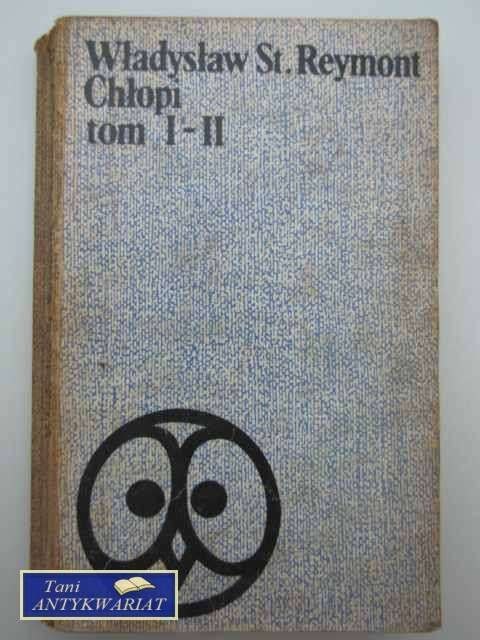 Władysław St. Reymont
Chłopi
tom I-II
Tani
ANTYKWARIAT